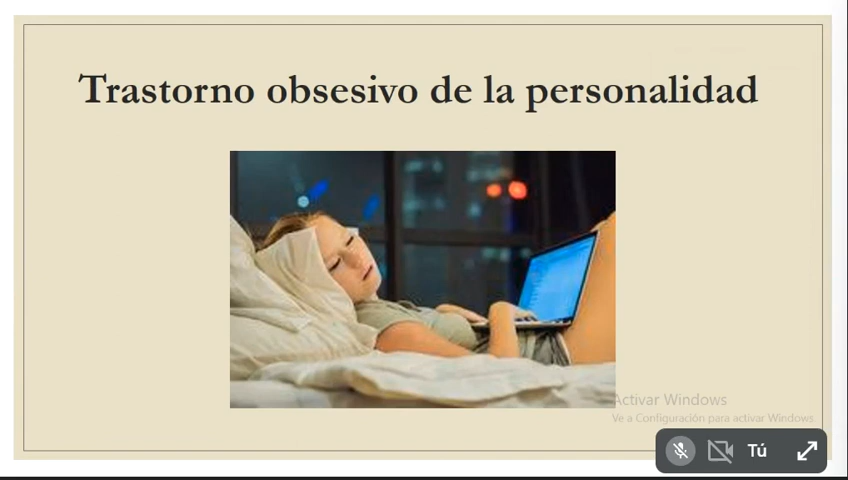 Trastorno obsesivo de la personalidad
Activar Windows
Ve a Configuración para activar Windows.
Tú